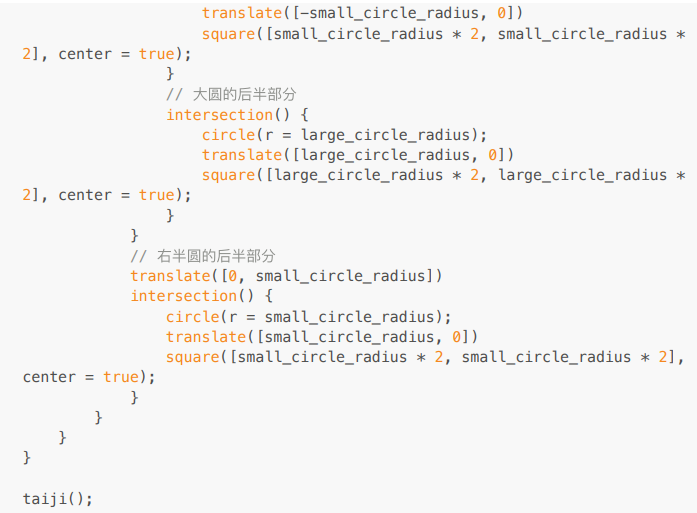 translate([-small_circle_radius, 0])
square([small_circle_radius * 2, small_circle_radius *
2], center = true);
}
// 大圆的后半部分
intersection() {
circle(r = large_circle_radius);
translate([large_circle_radius, 0])
square([large_circle_radius * 2, large_circle_radius *
2], center = true);
}
}
// 右半圆的后半部分
translate([0, small_circle_radius])
intersection() {
circle(r = small_circle_radius);
translate([small_circle_radius, 0])
square([small_circle_radius * 2, small_circle_radius * 2],
center = true);
}
}
}
}
taiji();